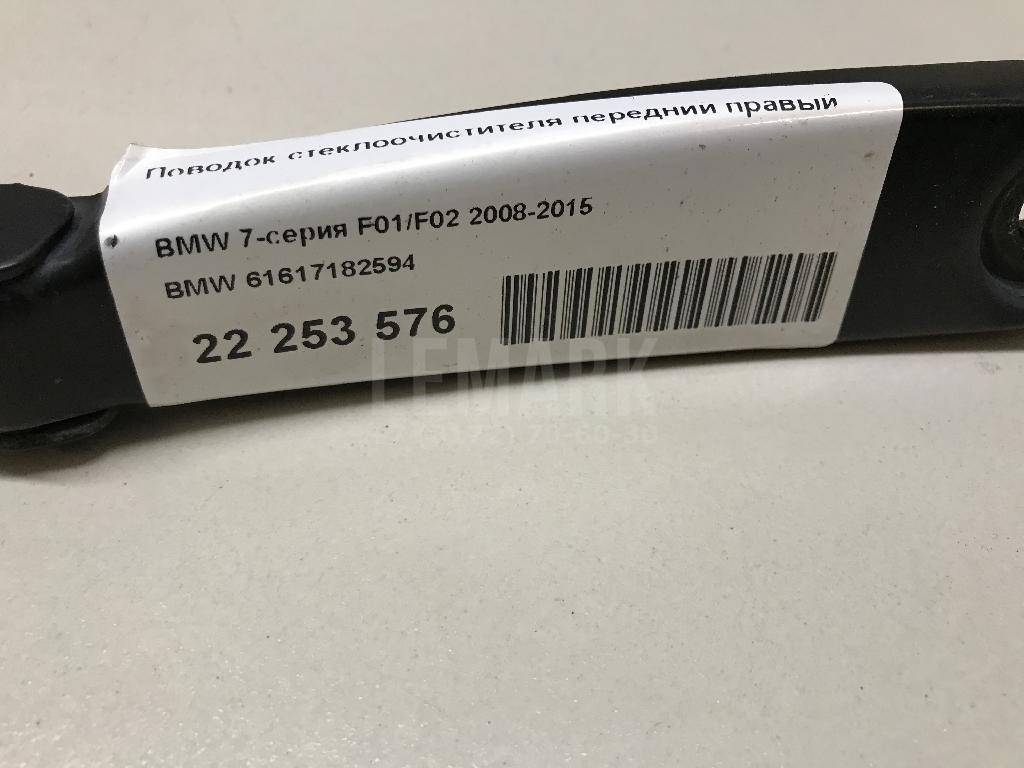 Поводок стеклоочистителя передний правый
BMW 7-серия F01/F02 2008-2015
BMW 61617182594
22 253 576
LEMARK